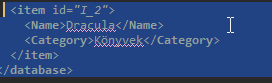 <item id="I_2">
<Name>Dracula</Name>
<Category>Könyvek</Category>
</item>
</database>